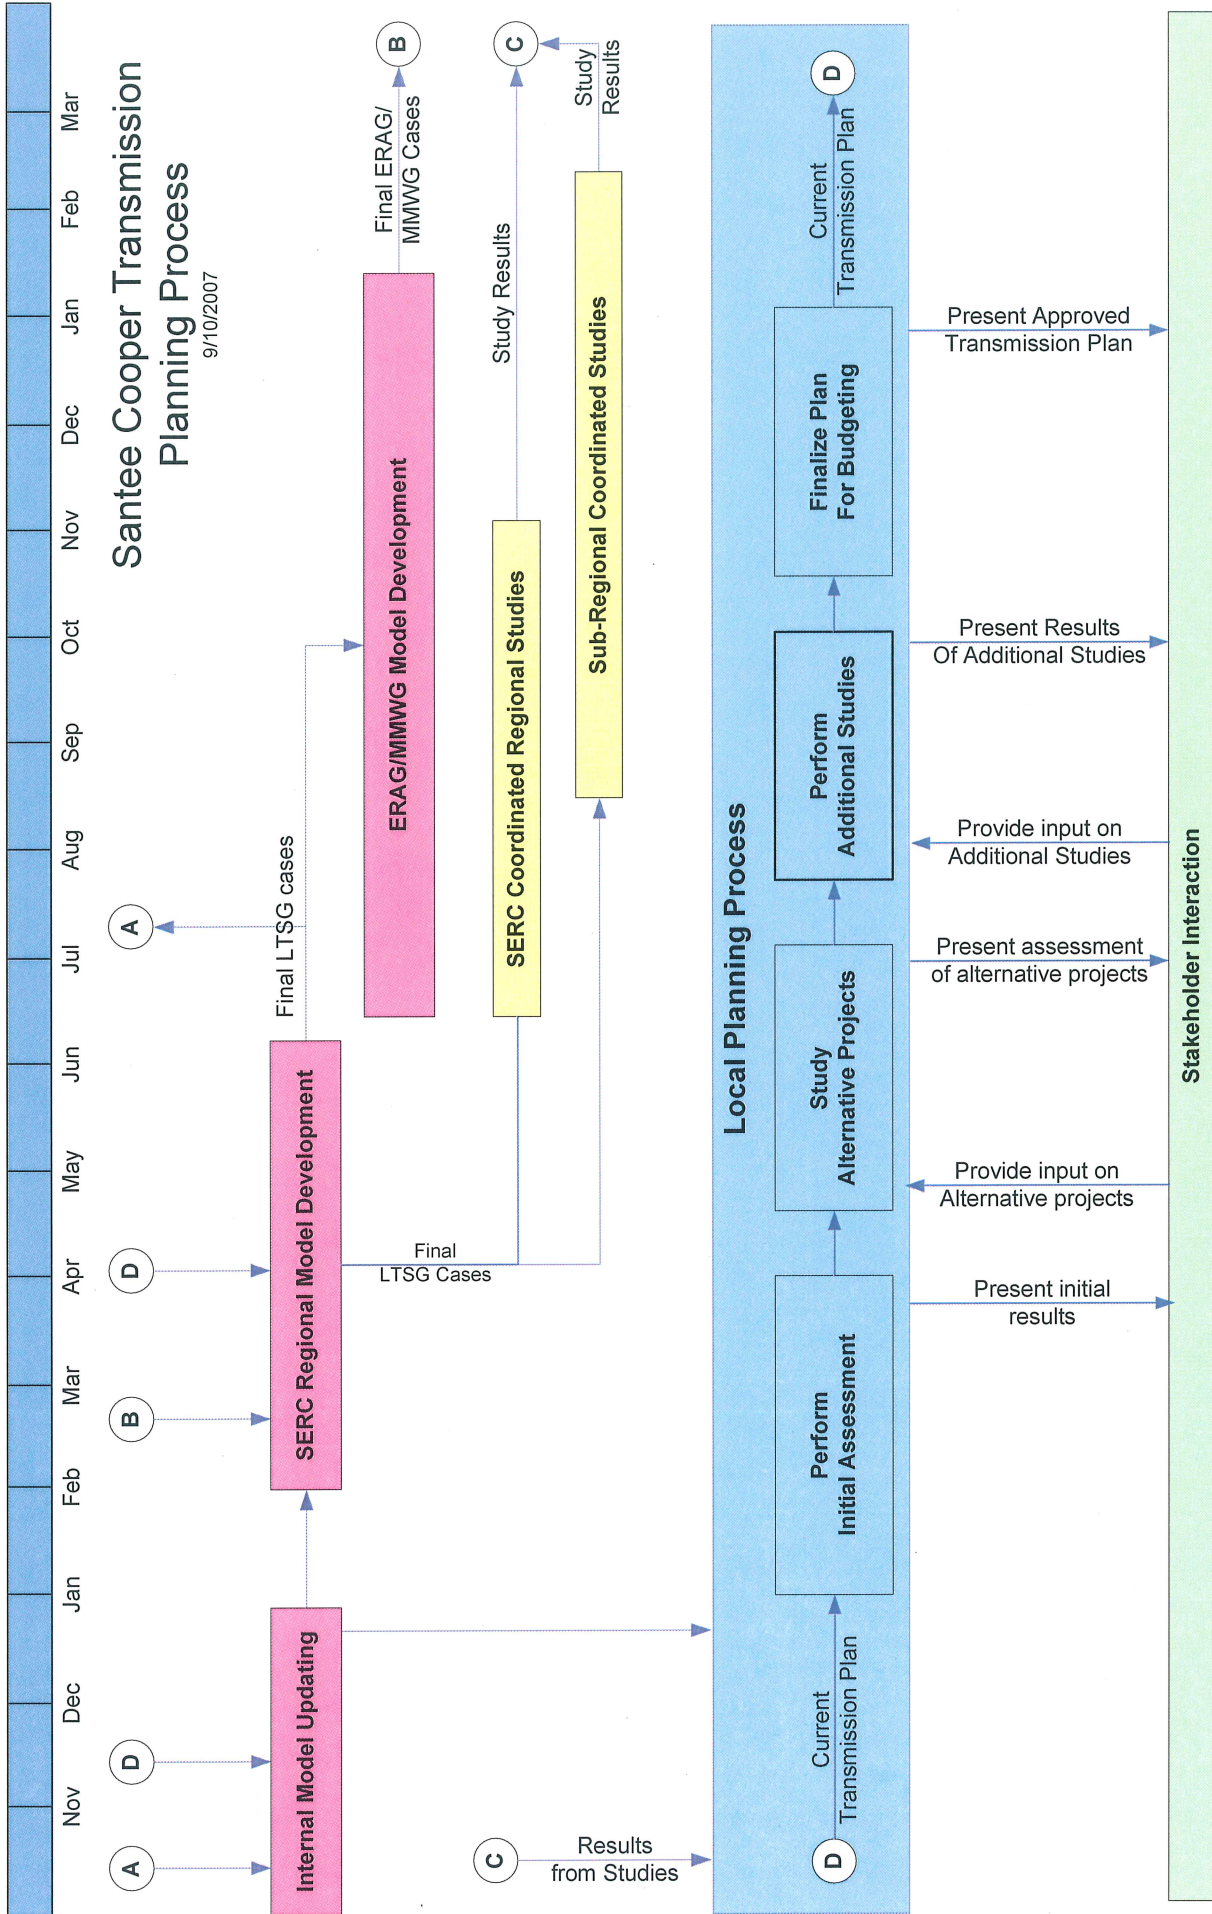 Santee Cooper Transmission
Planning Process
9/10/2007
Nov
Dec
Jan
Feb
Mar
Apr
May
Jun
Jul
Aug
Sep
Oct
Nov
Dec
Jan
Feb
Mar
A
D
B
D
A
Internal Model Updating
SERC Regional Model Development
Final LTSG cases
ERAG/MMWG Model Development
Final ERAG/
MMWG Cases
B
Final
LTSG Cases
SERC Coordinated Regional Studies
Study Results
C
Sub-Regional Coordinated Studies
Study
Results
C
Results
from Studies
Local Planning Process
D
Current
Transmission Plan
Perform
Initial Assessment
Study
Alternative Projects
Perform
Additional Studies
Finalize Plan
For Budgeting
Current
Transmission Plan
D
Present initial
results
Provide input on
Alternative projects
Present assessment
of alternative projects
Provide input on
Additional Studies
Present Results
Of Additional Studies
Present Approved
Transmission Plan
Stakeholder Interaction